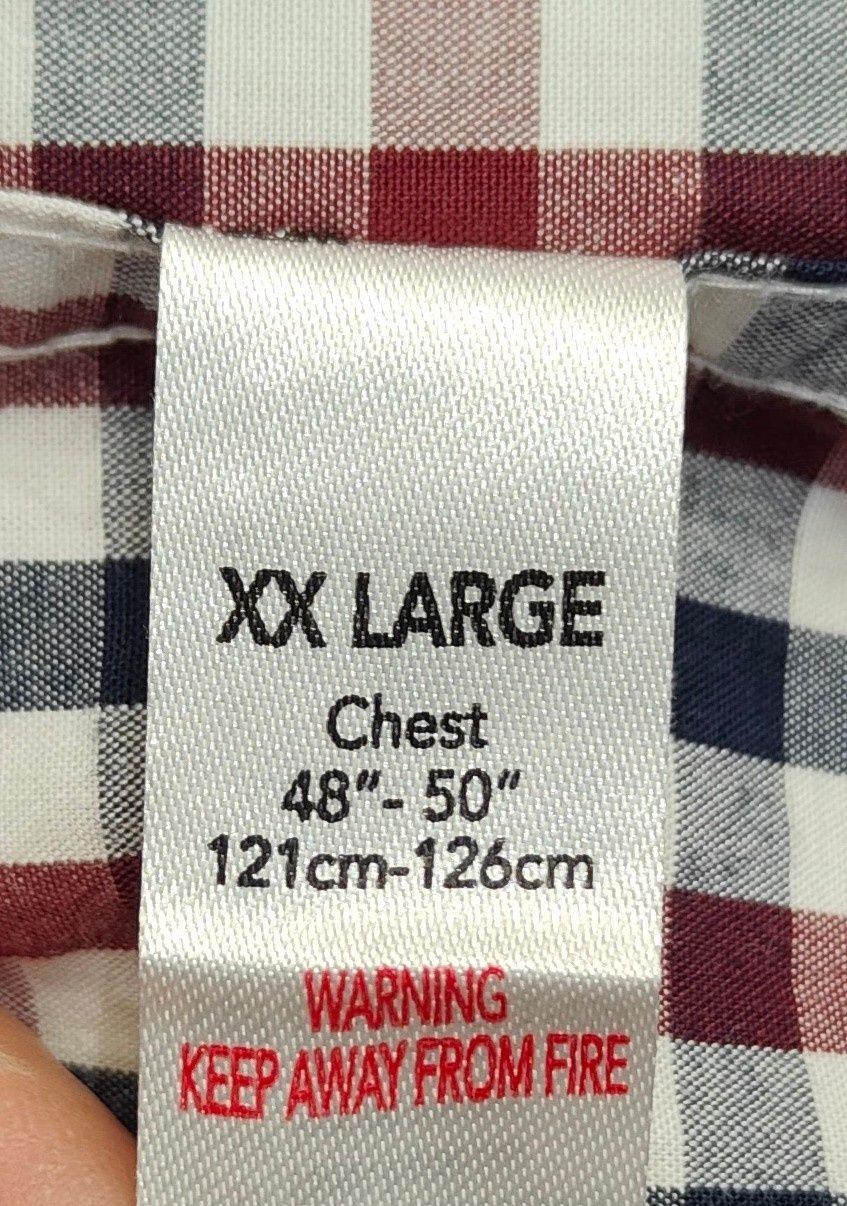 XX LARGE
Chest
48"- 50"
121cm-126cm
WARNING
KEEP AWAY FROM FIRE